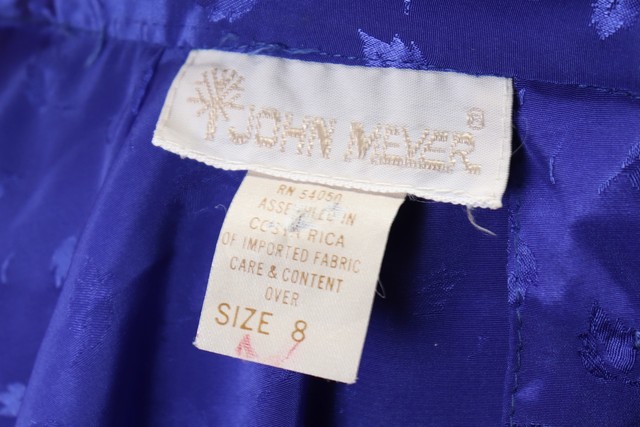 JOHN MEYER ®
RN 54050
ASSEMBLED IN
COSTA RICA
OF IMPORTED FABRIC
CARE & CONTENT
OVER
SIZE 8